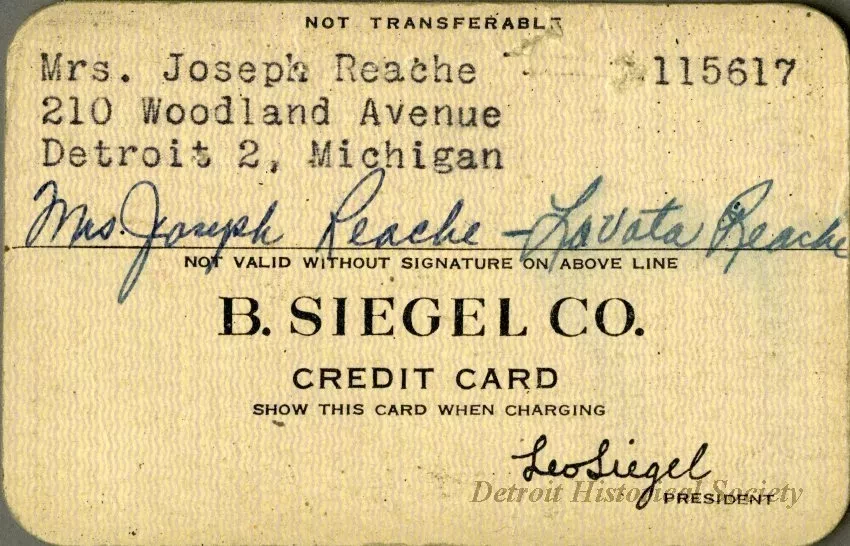 NOT TRANSFERABLE
Mrs. Joseph Reache 115617
210 Woodland Avenue
Detroit 2, Michigan
Mrs. Joseph Reache - LaVata Reache
NOT VALID WITHOUT SIGNATURE ON ABOVE LINE
B. SIEGEL CO.
CREDIT CARD
SHOW THIS CARD WHEN CHARGING
Leo Siegel
Detroit Historical Society
PRESIDENT